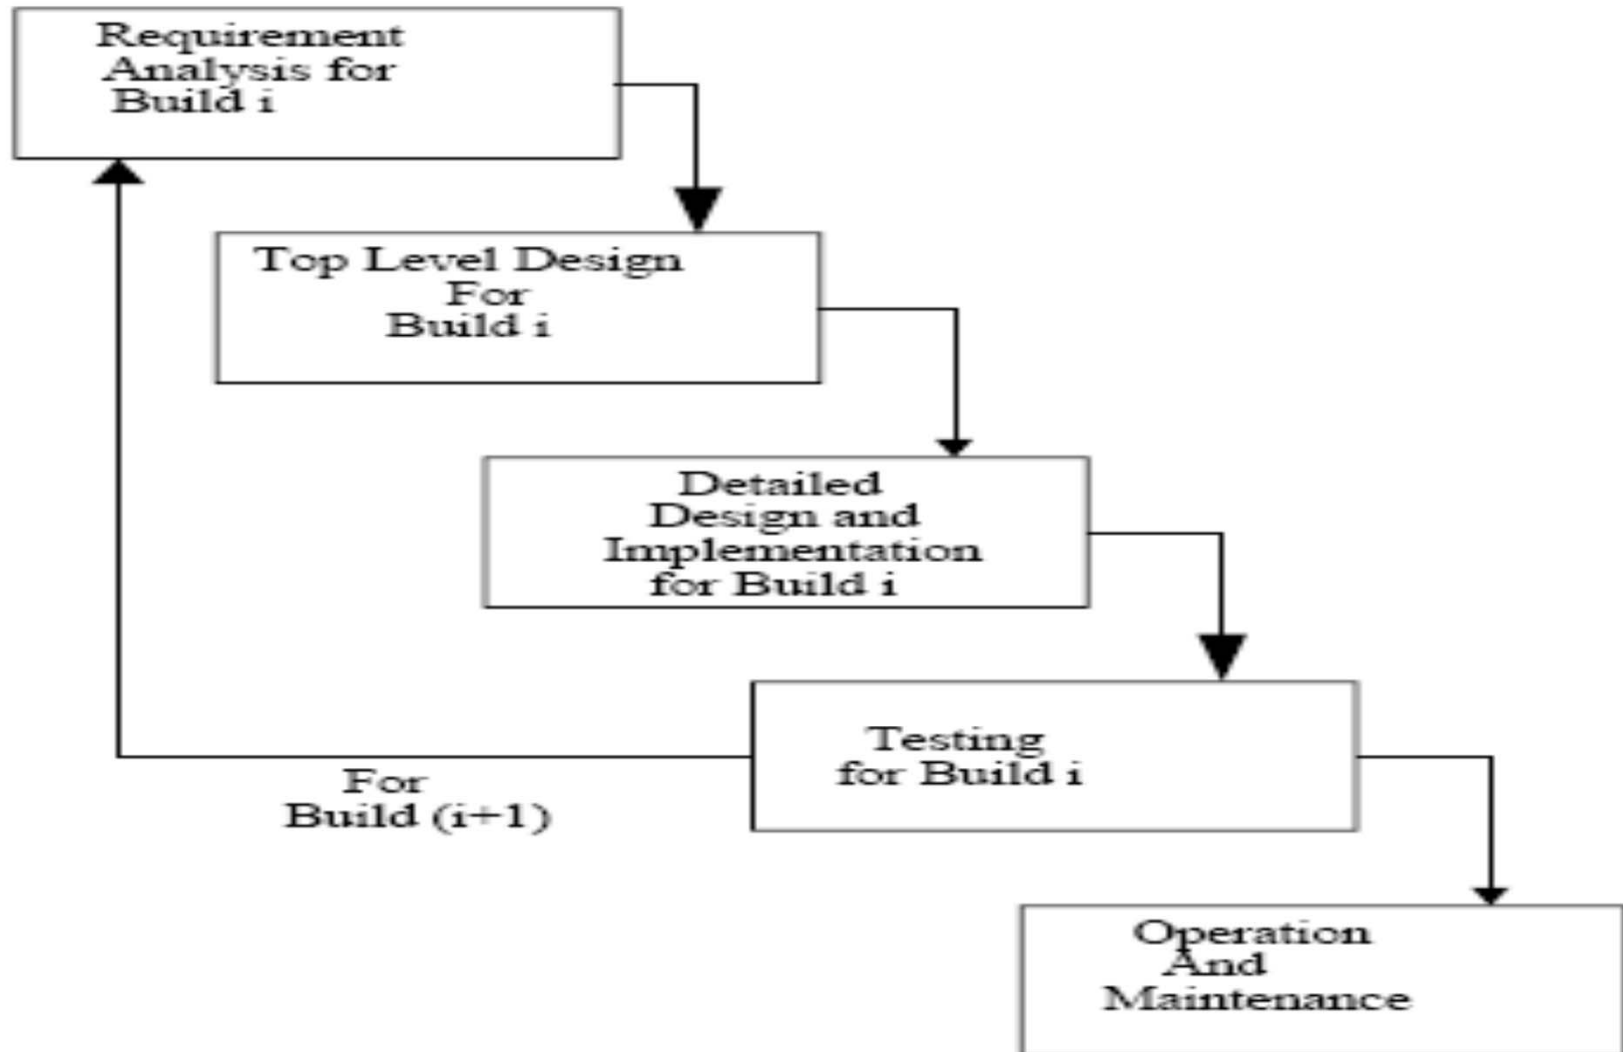 Requirement
Analysis for
Build i
Top Level Design
For
Build i
Detailed
Design and
Implementation
for Build i
Testing
for Build i
For
Build (i+1)
Operation
And
Maintenance